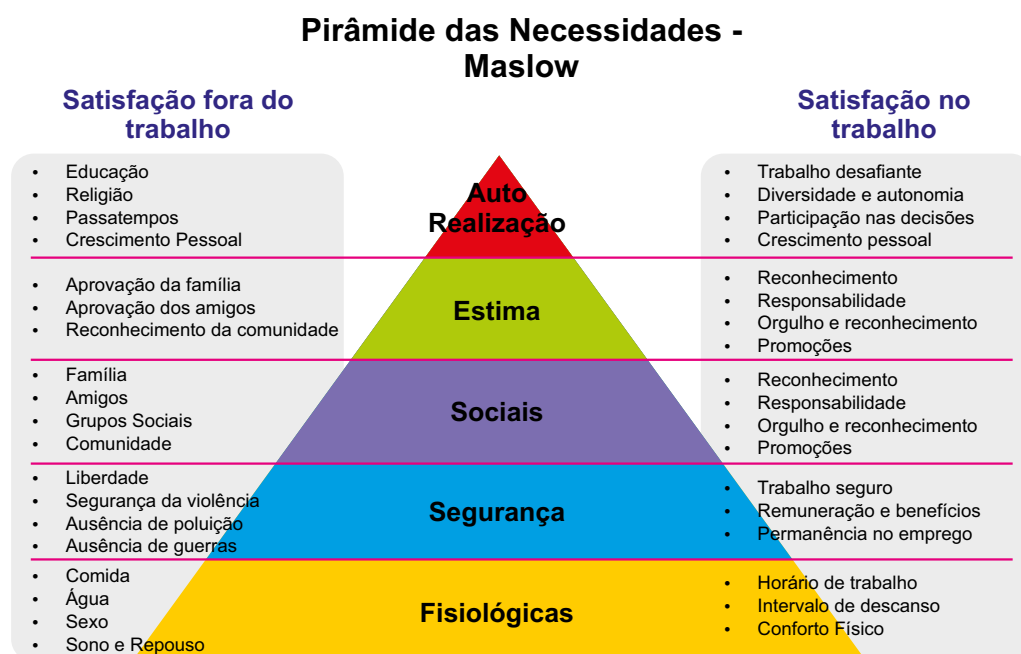 Pirâmide das Necessidades -
Maslow
Satisfação fora do
trabalho
Satisfação no
trabalho
• Educação
• Religião
• Passatempos
• Crescimento Pessoal
Auto
Realização
• Trabalho desafiante
• Diversidade e autonomia
• Participação nas decisões
• Crescimento pessoal
• Aprovação da família
• Aprovação dos amigos
• Reconhecimento da comunidade
Estima
• Reconhecimento
• Responsabilidade
• Orgulho e reconhecimento
• Promoções
• Família
• Amigos
• Grupos Sociais
• Comunidade
Sociais
• Reconhecimento
• Responsabilidade
• Orgulho e reconhecimento
• Promoções
• Liberdade
• Segurança da violência
• Ausência de poluição
• Ausência de guerras
Segurança
• Trabalho seguro
• Remuneração e benefícios
• Permanência no emprego
• Comida
• Água
• Sexo
• Sono e Repouso
Fisiológicas
• Horário de trabalho
• Intervalo de descanso
• Conforto Físico